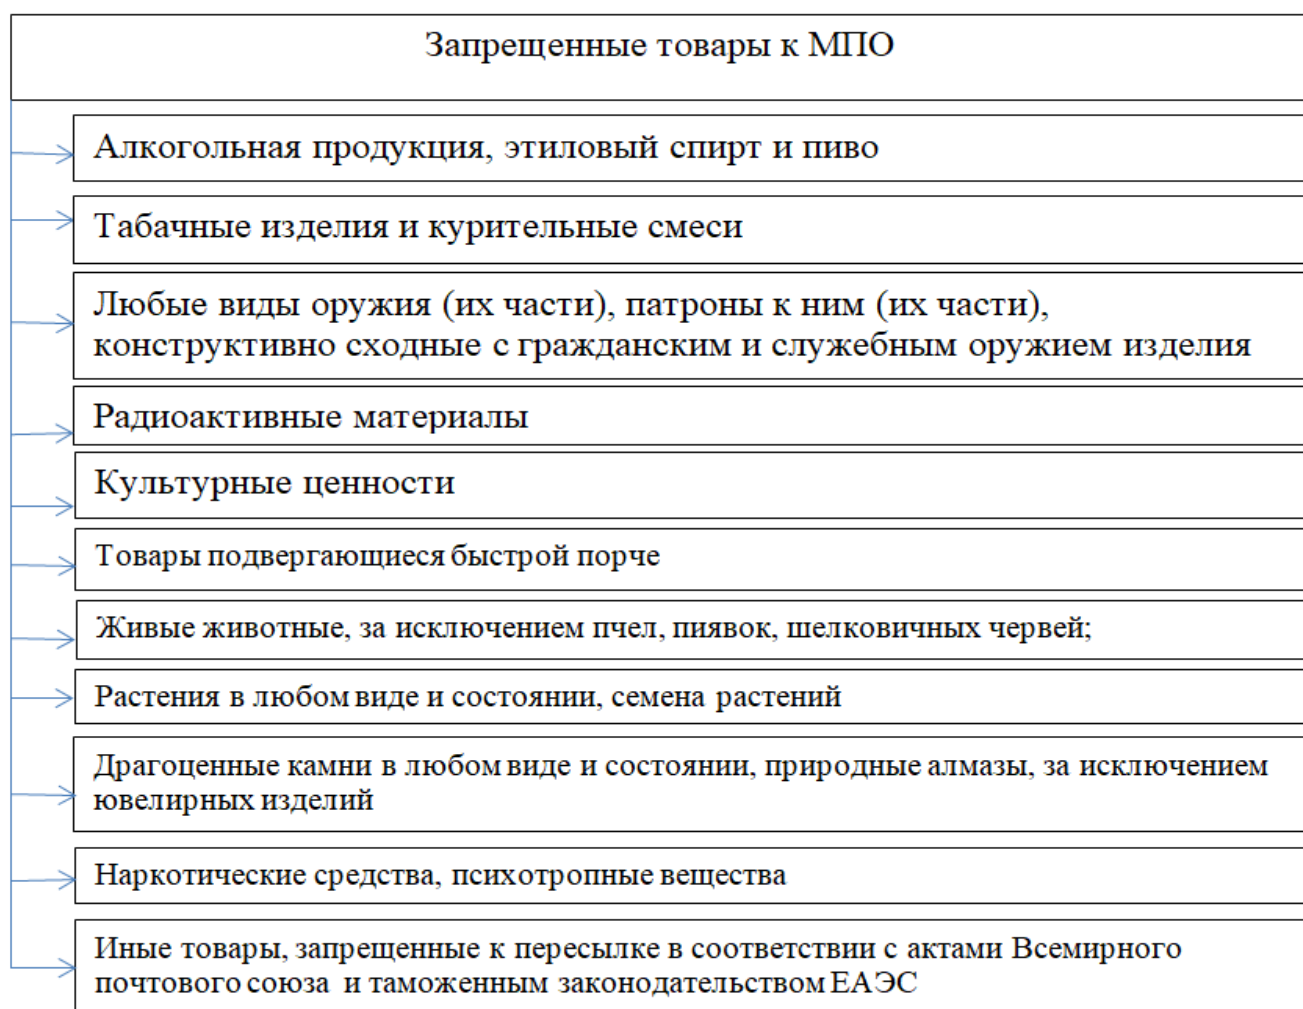 Запрещенные товары к МПО
Алкогольная продукция, этиловый спирт и пиво
Табачные изделия и курительные смеси
Любые виды оружия (их части), патроны к ним (их части),
конструктивно сходные с гражданским и служебным оружием изделия
Радиоактивные материалы
Культурные ценности
Товары подвергающиеся быстрой порче
Живые животные, за исключением пчел, пиявок, шелковичных червей;
Растения в любом виде и состоянии, семена растений
Драгоценные камни в любом виде и состоянии, природные алмазы, за исключением
ювелирных изделий
Наркотические средства, психотропные вещества
Иные товары, запрещенные к пересылке в соответствии с актами Всемирного
почтового союза и таможенным законодательством ЕАЭС